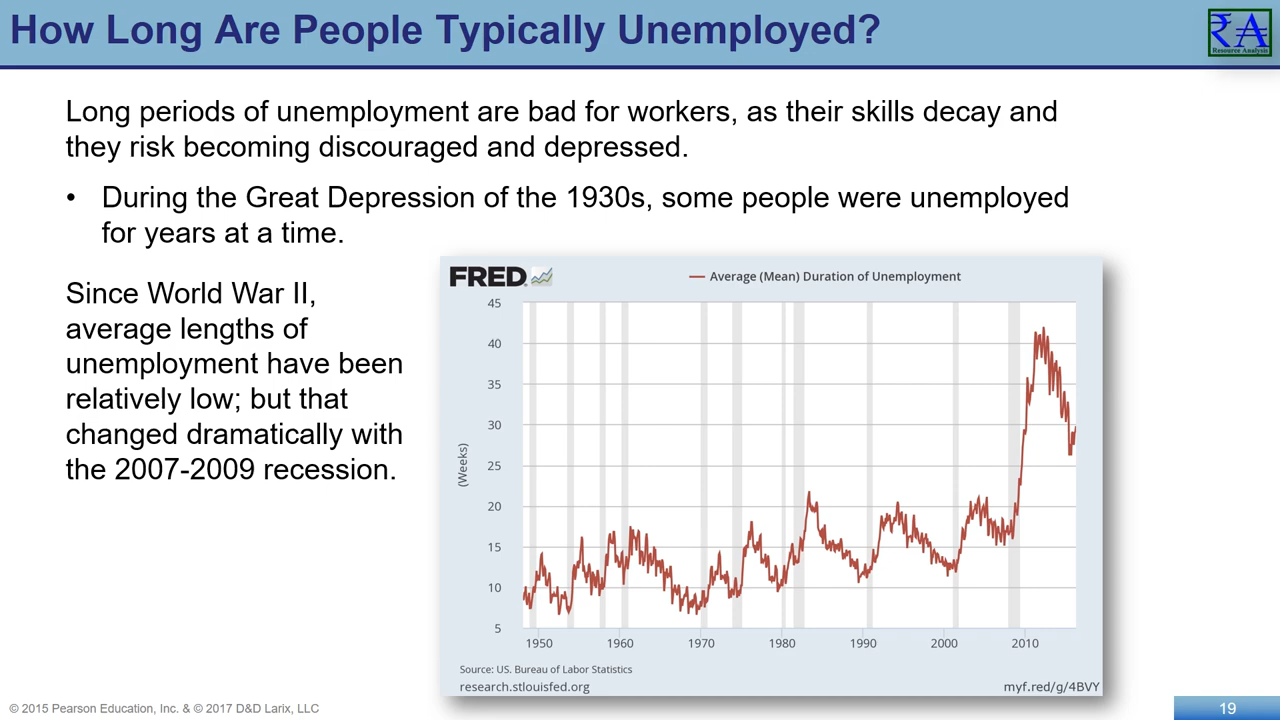 How Long Are People Typically Unemployed?
₹A
Resource Analysis
Long periods of unemployment are bad for workers, as their skills decay and
they risk becoming discouraged and depressed.
• During the Great Depression of the 1930s, some people were unemployed
for years at a time.
Since World War II,
average lengths of
unemployment have been
relatively low; but that
changed dramatically with
the 2007-2009 recession.
FRED
Average (Mean) Duration of Unemployment
45
40
35
30
25
20
15
10
5
(Weeks)
1950 1960 1970 1980 1990 2000 2010
Source: US. Bureau of Labor Statistics
research.stlouisfed.org myf.red/g/4BVY
© 2015 Pearson Education, Inc. & © 2017 D&D Larix, LLC
19